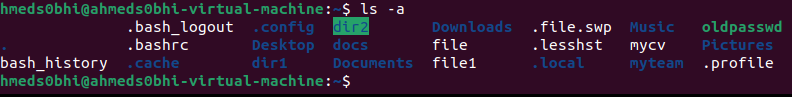 hmeds0bhi@ahmeds0bhi-virtual-machine:~$ ls -a
.bash_logout .config dir2 Downloads .file.swp Music oldpasswd
. .bashrc Desktop docs file .lesshst mycv Pictures
bash_history .cache dir1 Documents file1 .local myteam .profile
hmeds0bhi@ahmeds0bhi-virtual-machine:~$